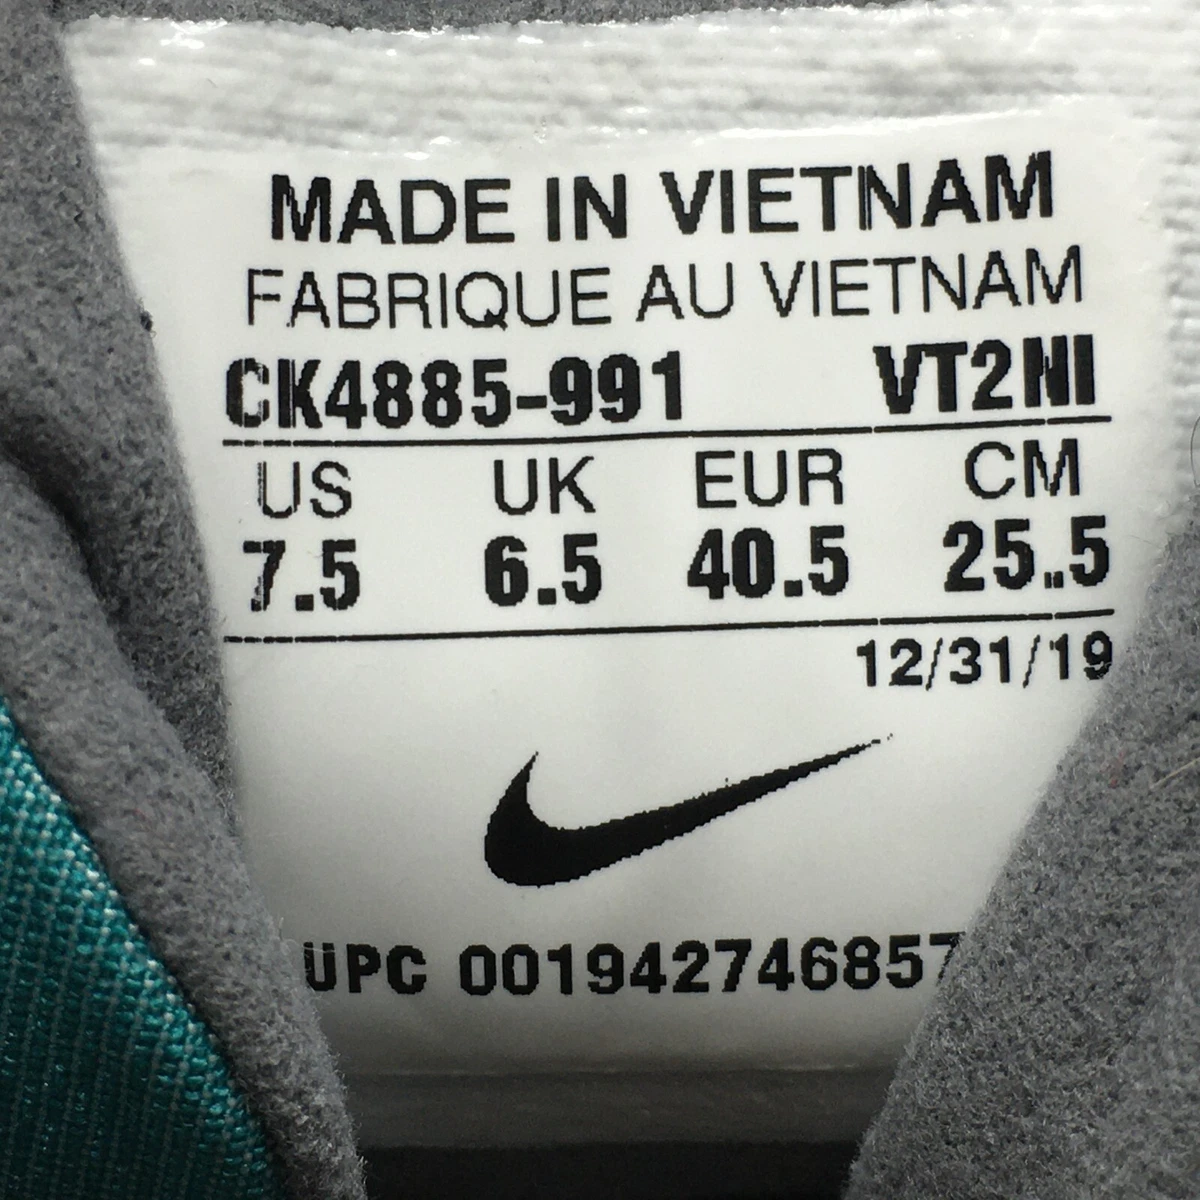 MADE IN VIETNAM
FABRIQUE AU VIETNAM
CK4885-991 VT2NI
US UK EUR CM
7.5 6.5 40.5 25.5
12/31/19
UPC 001942746857